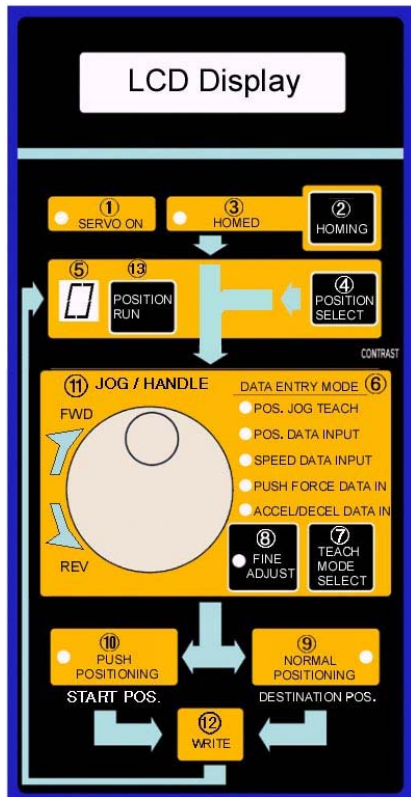 LCD Display
① SERVO ON
③ HOMED
② HOMING
⑤
0
⑬
POSITION
RUN
④
POSITION
SELECT
CONTRAST
⑪ JOG / HANDLE
FWD
REV
DATA ENTRY MODE ⑥
POS. JOG TEACH
POS. DATA INPUT
SPEED DATA INPUT
PUSH FORCE DATA IN
ACCEL/DECEL DATA IN
⑧
FINE
ADJUST
⑦
TEACH
MODE
SELECT
⑩
PUSH
POSITIONING
START POS.
⑨
NORMAL
POSITIONING
DESTINATION POS.
⑫
WRITE